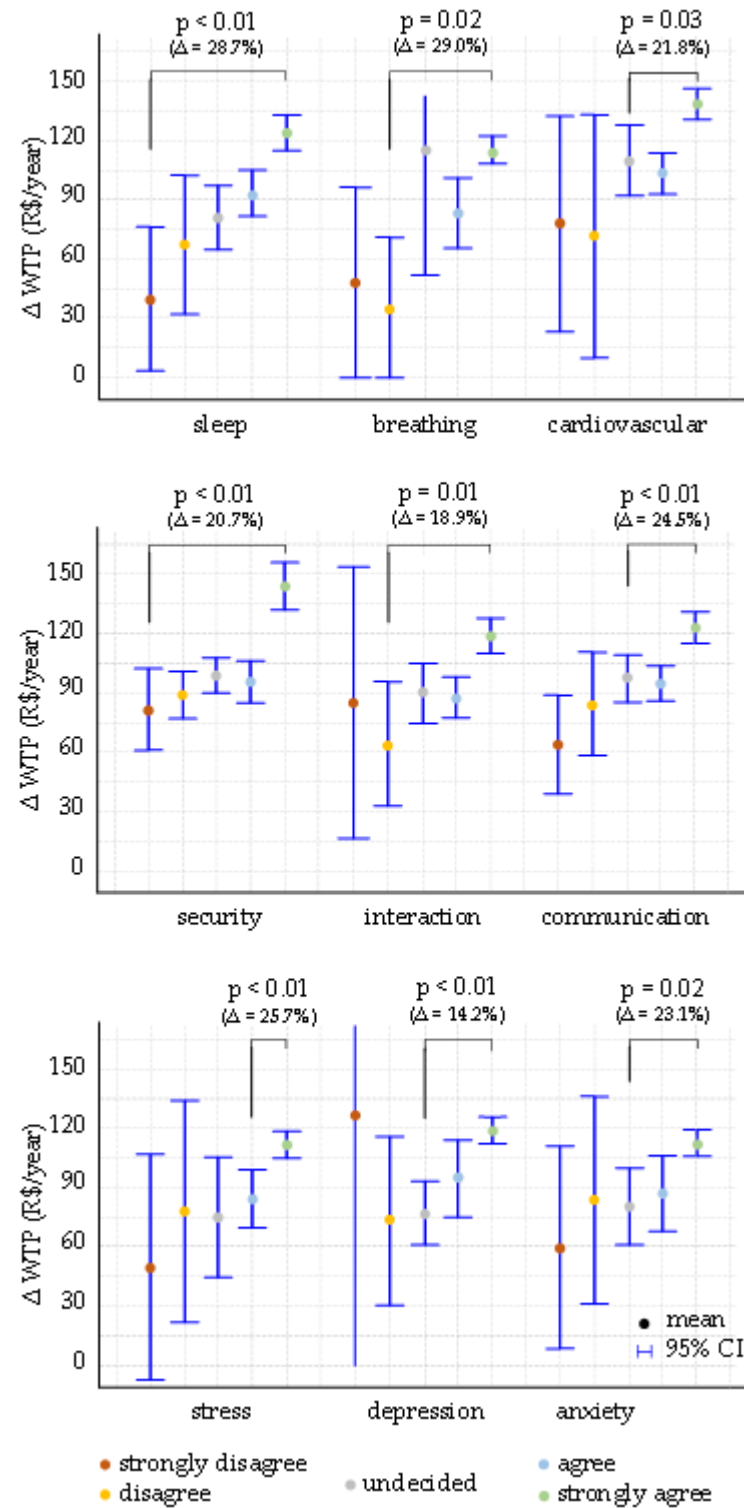 p < 0.01 p = 0.02 p = 0.03
(Δ = 28.7%) (Δ = 29.0%) (Δ = 21.8%)
150
120
90
60
30
0
Δ WTP (R$/year)
sleep breathing cardiovascular
p < 0.01 p = 0.01 p < 0.01
(Δ = 20.7%) (Δ = 18.9%) (Δ = 24.5%)
150
120
90
60
30
0
Δ WTP (R$/year)
security interaction communication
p < 0.01 p < 0.01 p = 0.02
(Δ = 25.7%) (Δ = 14.2%) (Δ = 23.1%)
150
120
90
60
30
0
Δ WTP (R$/year)
mean
95% CI
stress depression anxiety
strongly disagree
disagree
undecided
agree
strongly agree